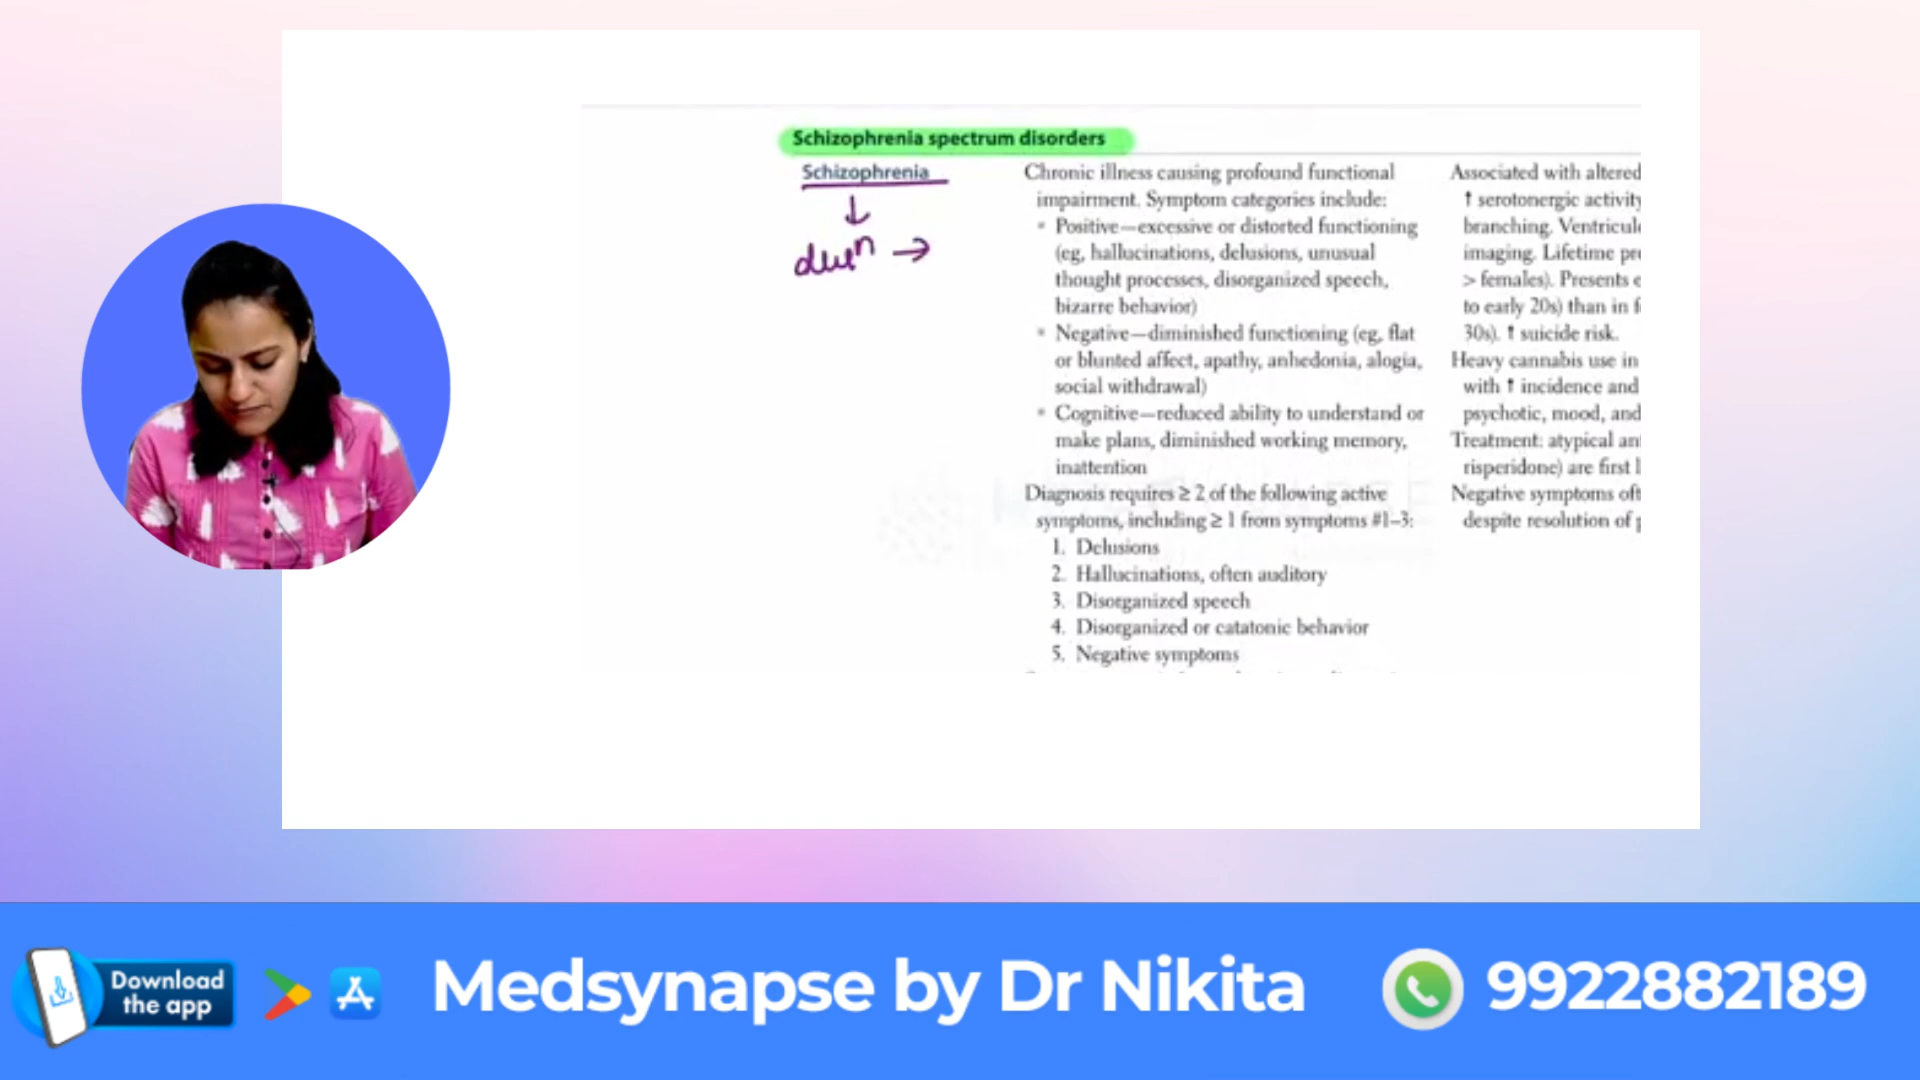 Schizophrenia spectrum disorders
Schizophrenia
Chronic illness causing profound functional
impairment. Symptom categories include:
▪ Positive—excessive or distorted functioning
(eg, hallucinations, delusions, unusual
thought processes, disorganized speech,
bizarre behavior)
▪ Negative—diminished functioning (eg, flat
or blunted affect, apathy, anhedonia, alogia,
social withdrawal)
▪ Cognitive—reduced ability to understand or
make plans, diminished working memory,
inattention
Diagnosis requires ≥ 2 of the following active
symptoms, including ≥ 1 from symptoms #1–3:
1. Delusions
2. Hallucinations, often auditory
3. Disorganized speech
4. Disorganized or catatonic behavior
5. Negative symptoms
Associated with altered
↑ serotonergic activity
branching. Ventricul
imaging. Lifetime pr
> females). Presents e
to early 20s) than in f
30s). ↑ suicide risk.
Heavy cannabis use in
with ↑ incidence and
psychotic, mood, and
Treatment: atypical an
risperidone) are first l
Negative symptoms oft
despite resolution of p
↓
→
Download
the app
Medsynapse by Dr Nikita
9922882189